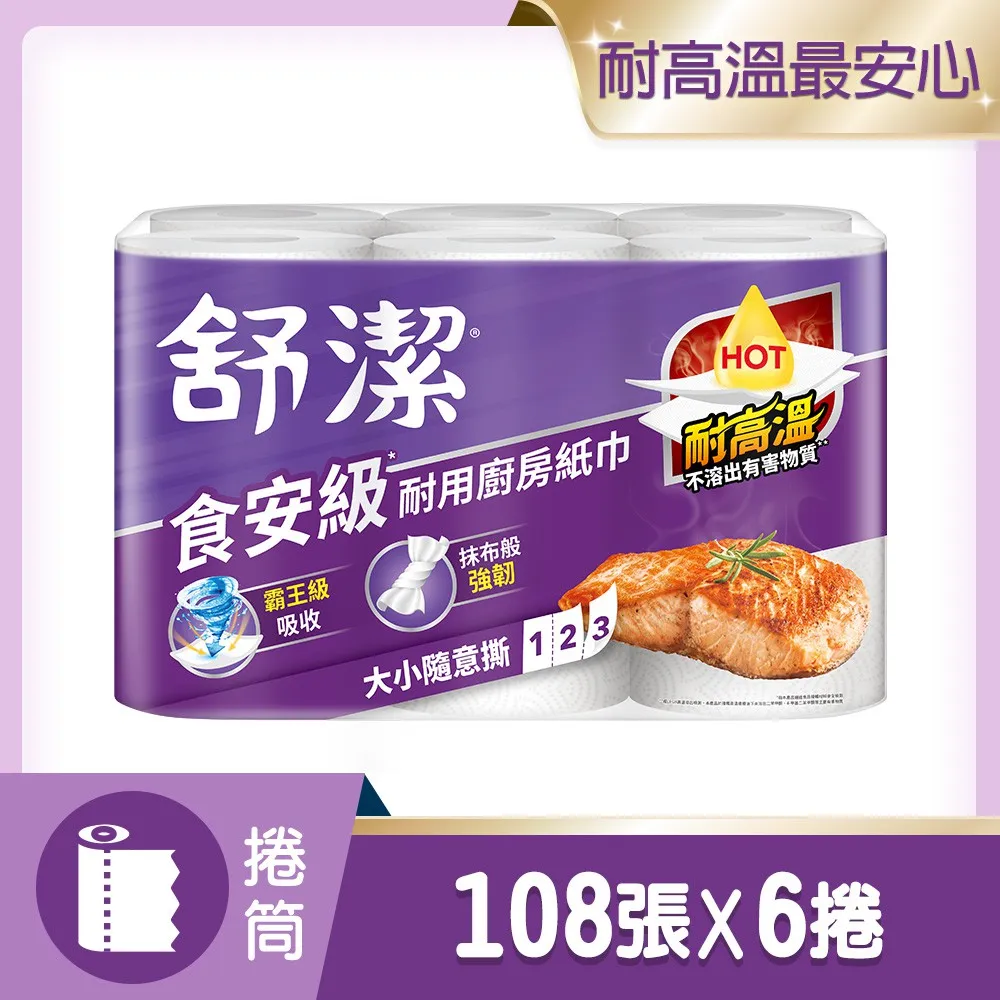 耐高溫最安心
舒潔®
HOT
耐高溫
不溶出有害物質**
食安級*耐用廚房紙巾
霸王級
吸收
抹布般
強韌
大小隨意撕 1 2 3
捲筒
108張X6捲